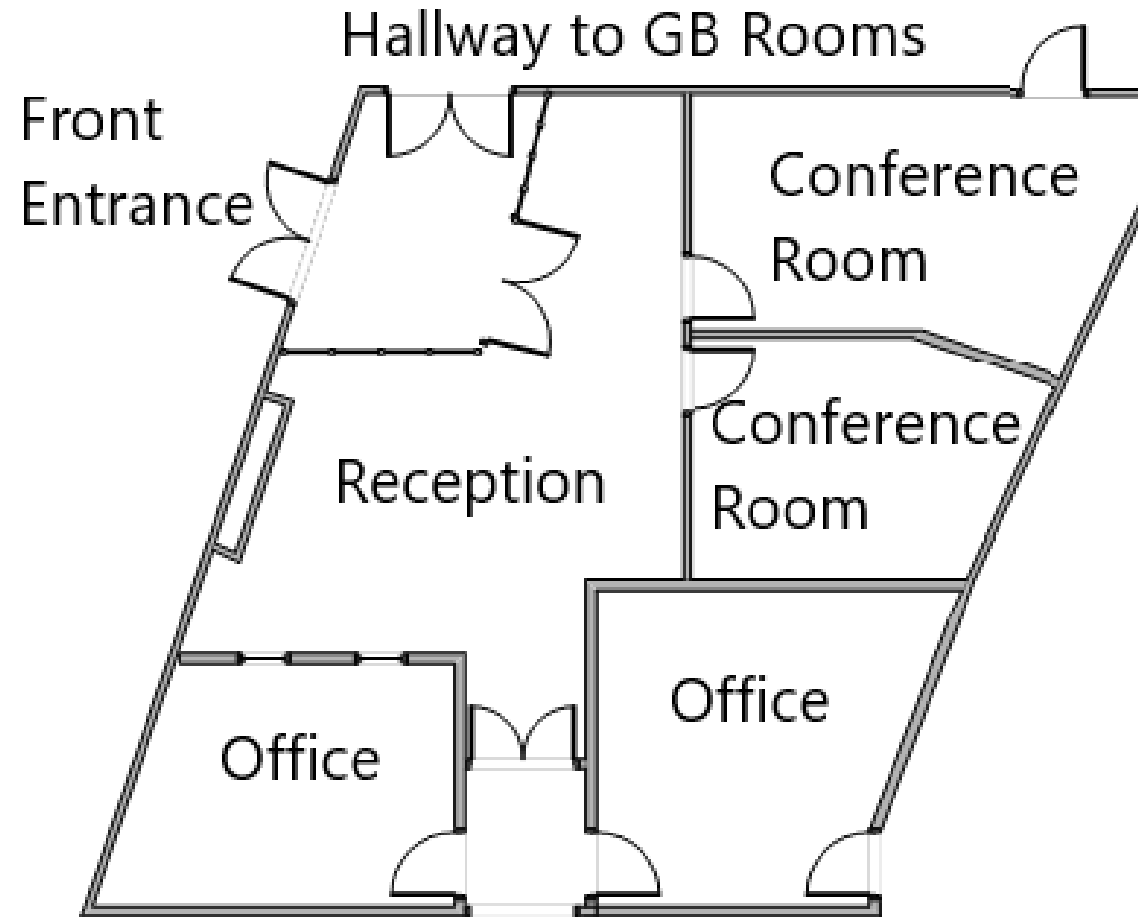 Hallway to GB Rooms
Front
Entrance
Conference
Room
Conference
Room
Reception
Office
Office